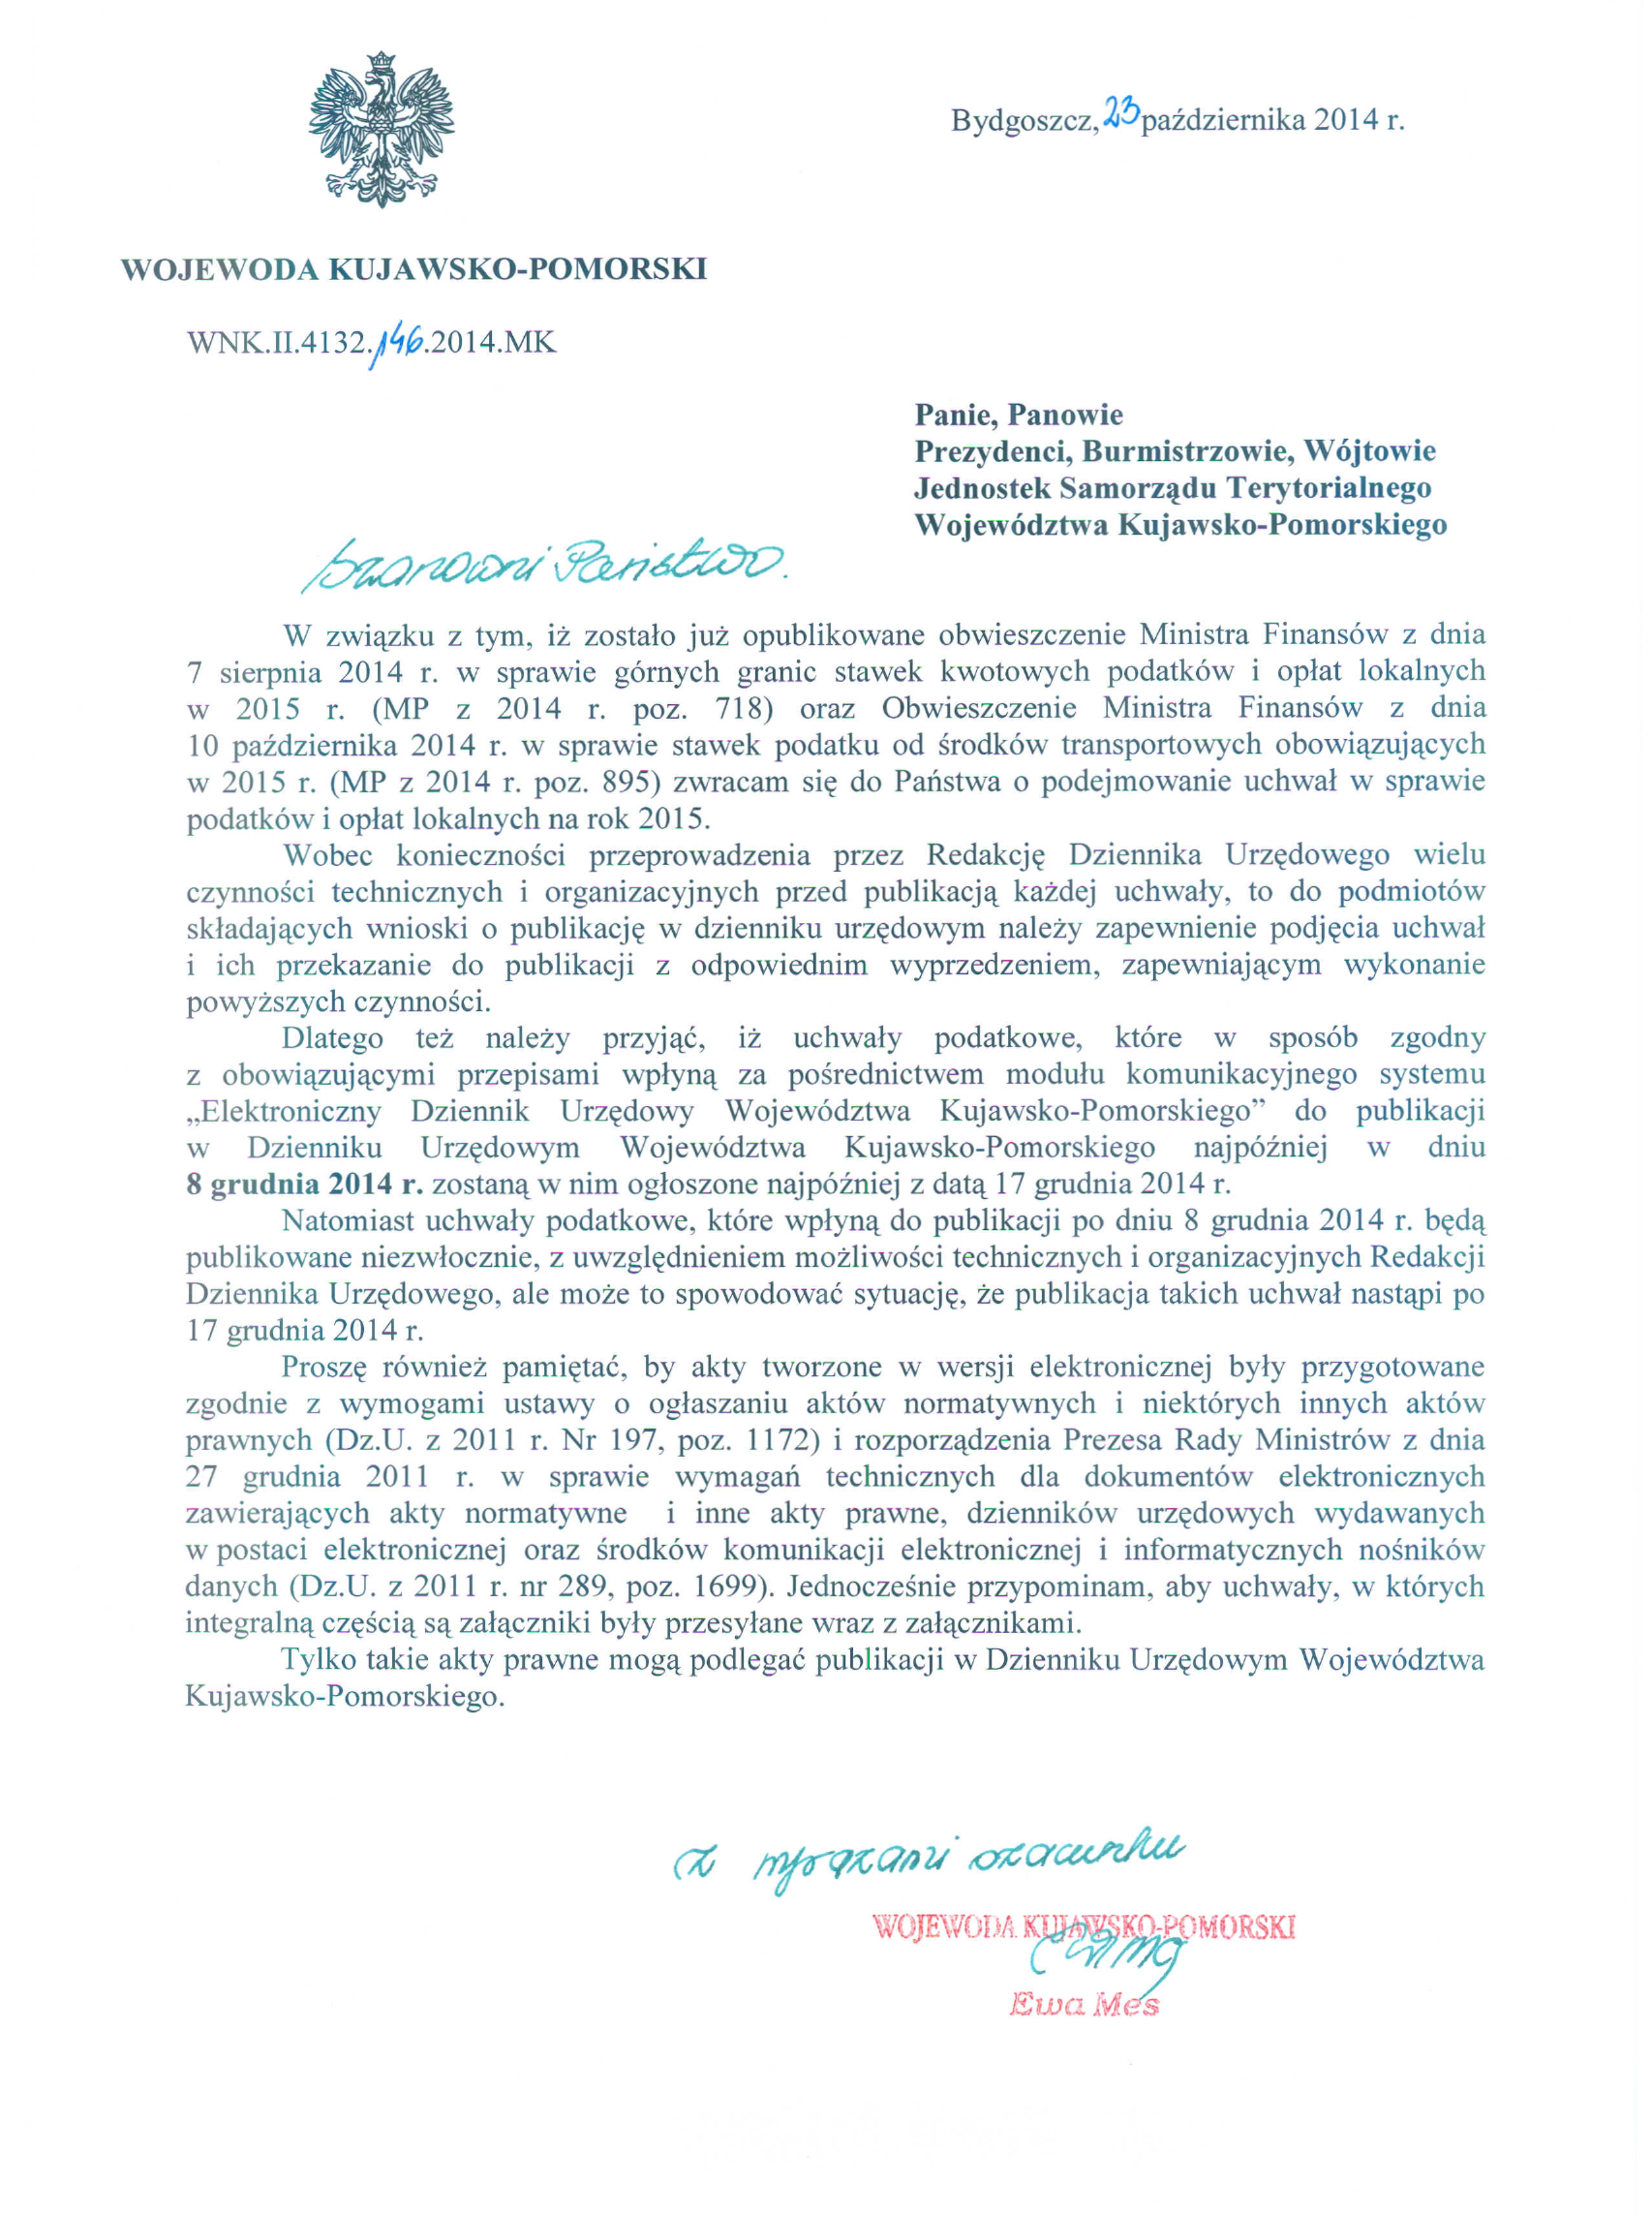 Bydgoszcz, 23 października 2014 r.
WOJEWODA KUJAWSKO-POMORSKI
WNK.II.4132.146.2014.MK
Panie, Panowie
Prezydenci, Burmistrzowie, Wójtowie
Jednostek Samorządu Terytorialnego
Województwa Kujawsko-Pomorskiego
Szanowni Państwo.
W związku z tym, iż zostało już opublikowane obwieszczenie Ministra Finansów z dnia
7 sierpnia 2014 r. w sprawie górnych granic stawek kwotowych podatków i opłat lokalnych
w 2015 r. (MP z 2014 r. poz. 718) oraz Obwieszczenie Ministra Finansów z dnia
10 października 2014 r. w sprawie stawek podatku od środków transportowych obowiązujących
w 2015 r. (MP z 2014 r. poz. 895) zwracam się do Państwa o podejmowanie uchwał w sprawie
podatków i opłat lokalnych na rok 2015.
Wobec konieczności przeprowadzenia przez Redakcję Dziennika Urzędowego wielu
czynności technicznych i organizacyjnych przed publikacją każdej uchwały, to do podmiotów
składających wnioski o publikację w dzienniku urzędowym należy zapewnienie podjęcia uchwał
i ich przekazanie do publikacji z odpowiednim wyprzedzeniem, zapewniającym wykonanie
powyższych czynności.
Dlatego też należy przyjąć, iż uchwały podatkowe, które w sposób zgodny
z obowiązującymi przepisami wpłyną za pośrednictwem modułu komunikacyjnego systemu
„Elektroniczny Dziennik Urzędowy Województwa Kujawsko-Pomorskiego” do publikacji
w Dzienniku Urzędowym Województwa Kujawsko-Pomorskiego najpóźniej w dniu
8 grudnia 2014 r. zostaną w nim ogłoszone najpóźniej z datą 17 grudnia 2014 r.
Natomiast uchwały podatkowe, które wpłyną do publikacji po dniu 8 grudnia 2014 r. będą
publikowane niezwłocznie, z uwzględnieniem możliwości technicznych i organizacyjnych Redakcji
Dziennika Urzędowego, ale może to spowodować sytuację, że publikacja takich uchwał nastąpi po
17 grudnia 2014 r.
Proszę również pamiętać, by akty tworzone w wersji elektronicznej były przygotowane
zgodnie z wymogami ustawy o ogłaszaniu aktów normatywnych i niektórych innych aktów
prawnych (Dz.U. z 2011 r. Nr 197, poz. 1172) i rozporządzenia Prezesa Rady Ministrów z dnia
27 grudnia 2011 r. w sprawie wymagań technicznych dla dokumentów elektronicznych
zawierających akty normatywne i inne akty prawne, dzienników urzędowych wydawanych
w postaci elektronicznej oraz środków komunikacji elektronicznej i informatycznych nośników
danych (Dz.U. z 2011 r. nr 289, poz. 1699). Jednocześnie przypominam, aby uchwały, w których
integralną częścią są załączniki były przesyłane wraz z załącznikami.
Tylko takie akty prawne mogą podlegać publikacji w Dzienniku Urzędowym Województwa
Kujawsko-Pomorskiego.
Z wyrazami szacunku
WOJEWODA KUJAWSKO-POMORSKI
Ewa Mes